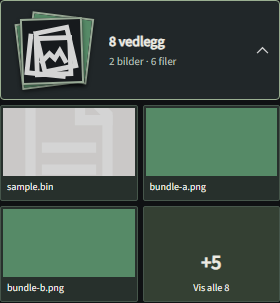 8 vedlegg
2 bilder · 6 filer
sample.bin
bundle-a.png
bundle-b.png
+5
Vis alle 8